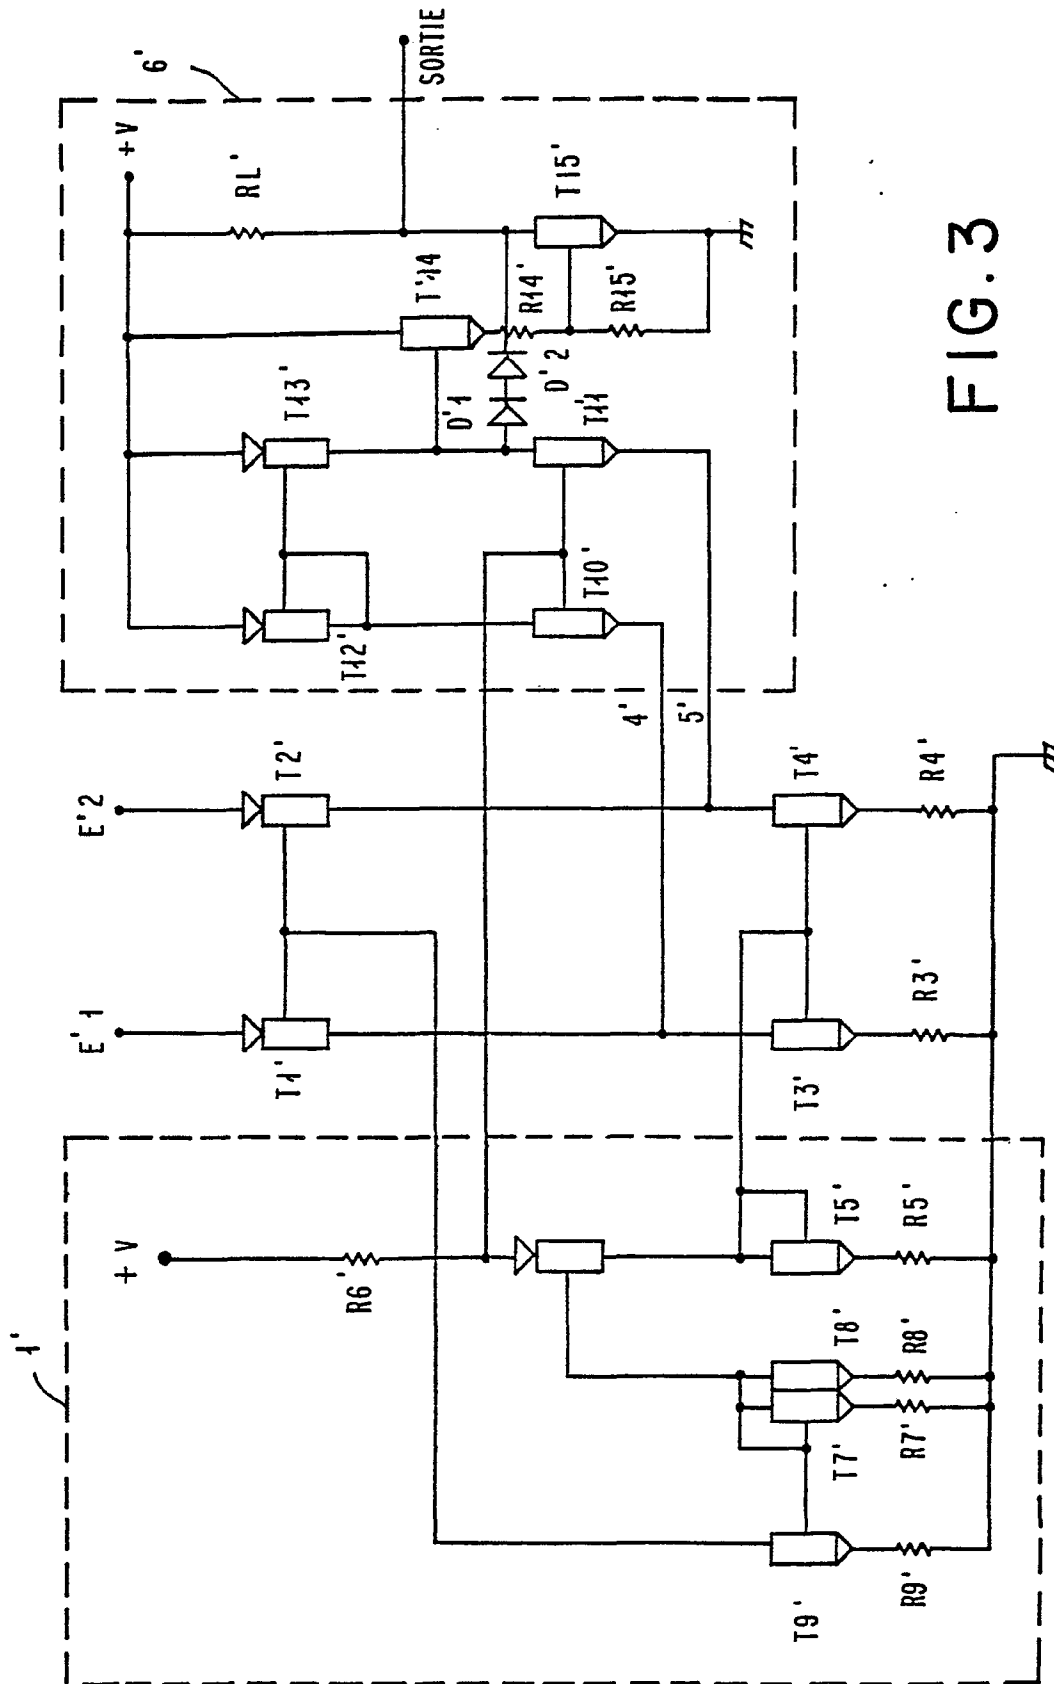 1'
6'
+V
E'1
E'2
+V
RL'
SORTIE
R6'
T1'
T2'
T12'
T13'
T'14
D'1
D'2
R14'
T15'
R15'
T10'
T'11
4'
5'
T9'
T7'
T8'
T5'
T3'
T4'
R9'
R7'
R8'
R5'
R3'
R4'
FIG.3